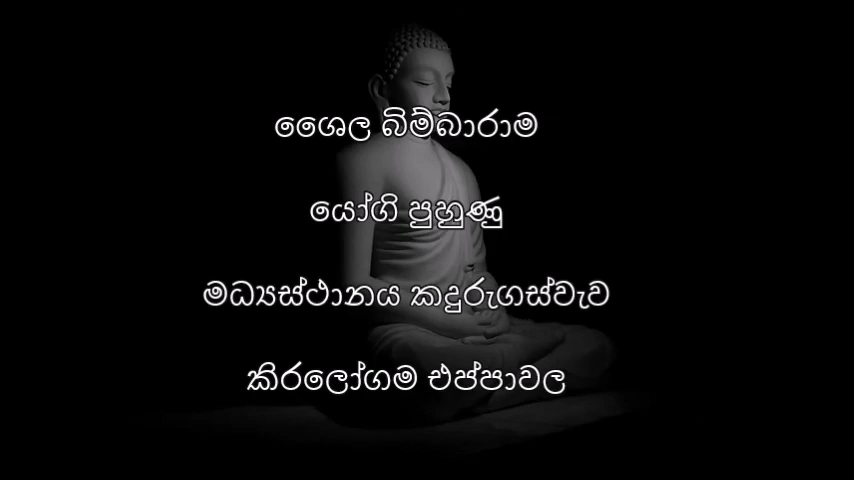 ශෛල බිම්බාරාම
යෝගි පුහුණු
මධ්‍යස්ථානය කදුරුගස්වැව
කිරලෝගම එප්පාවල